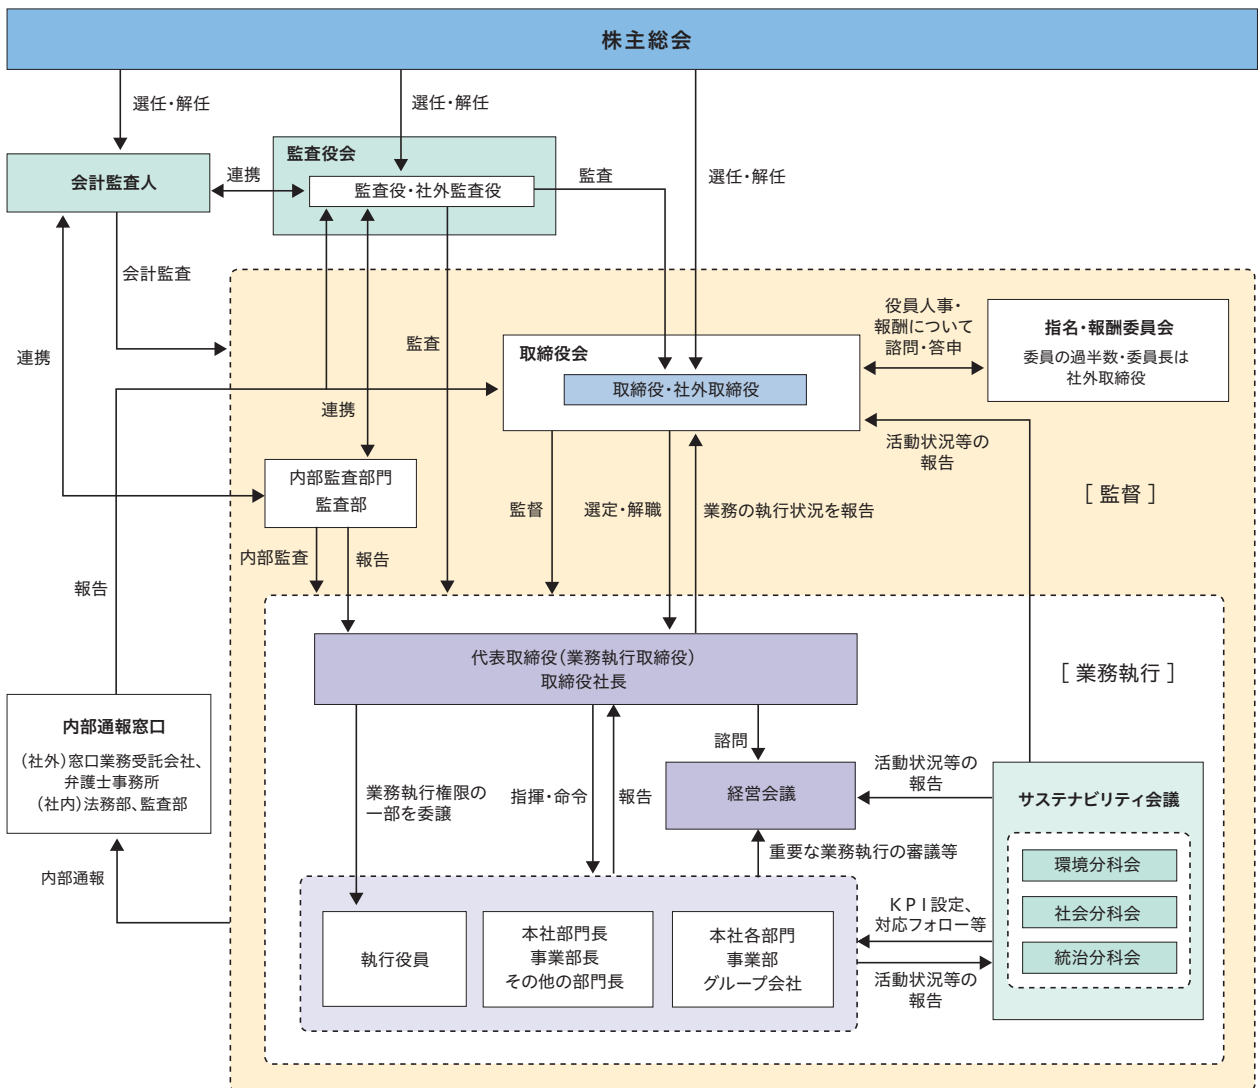 株主総会
選任・解任
選任・解任
選任・解任
会計監査人
連携
監査役会
監査役・社外監査役
監査
会計監査
連携
監査
連携
取締役会
取締役・社外取締役
役員人事・
報酬について
諮問・答申
指名・報酬委員会
委員の過半数・委員長は
社外取締役
活動状況等の
報告
［ 監督 ］
内部監査部門
監査部
監督
選定・解職
業務の執行状況を報告
内部監査
報告
報告
代表取締役（業務執行取締役）
取締役社長
［ 業務執行 ］
内部通報窓口
（社外）窓口業務受託会社、
弁護士事務所
（社内）法務部、監査部
内部通報
業務執行権限の
一部を委譲
指揮・命令
報告
諮問
経営会議
活動状況等の
報告
重要な業務執行の審議等
サステナビリティ会議
環境分科会
社会分科会
統治分科会
ＫＰＩ設定、
対応フォロー等
活動状況等の
報告
執行役員
本社部門長
事業部長
その他の部門長
本社各部門
事業部
グループ会社